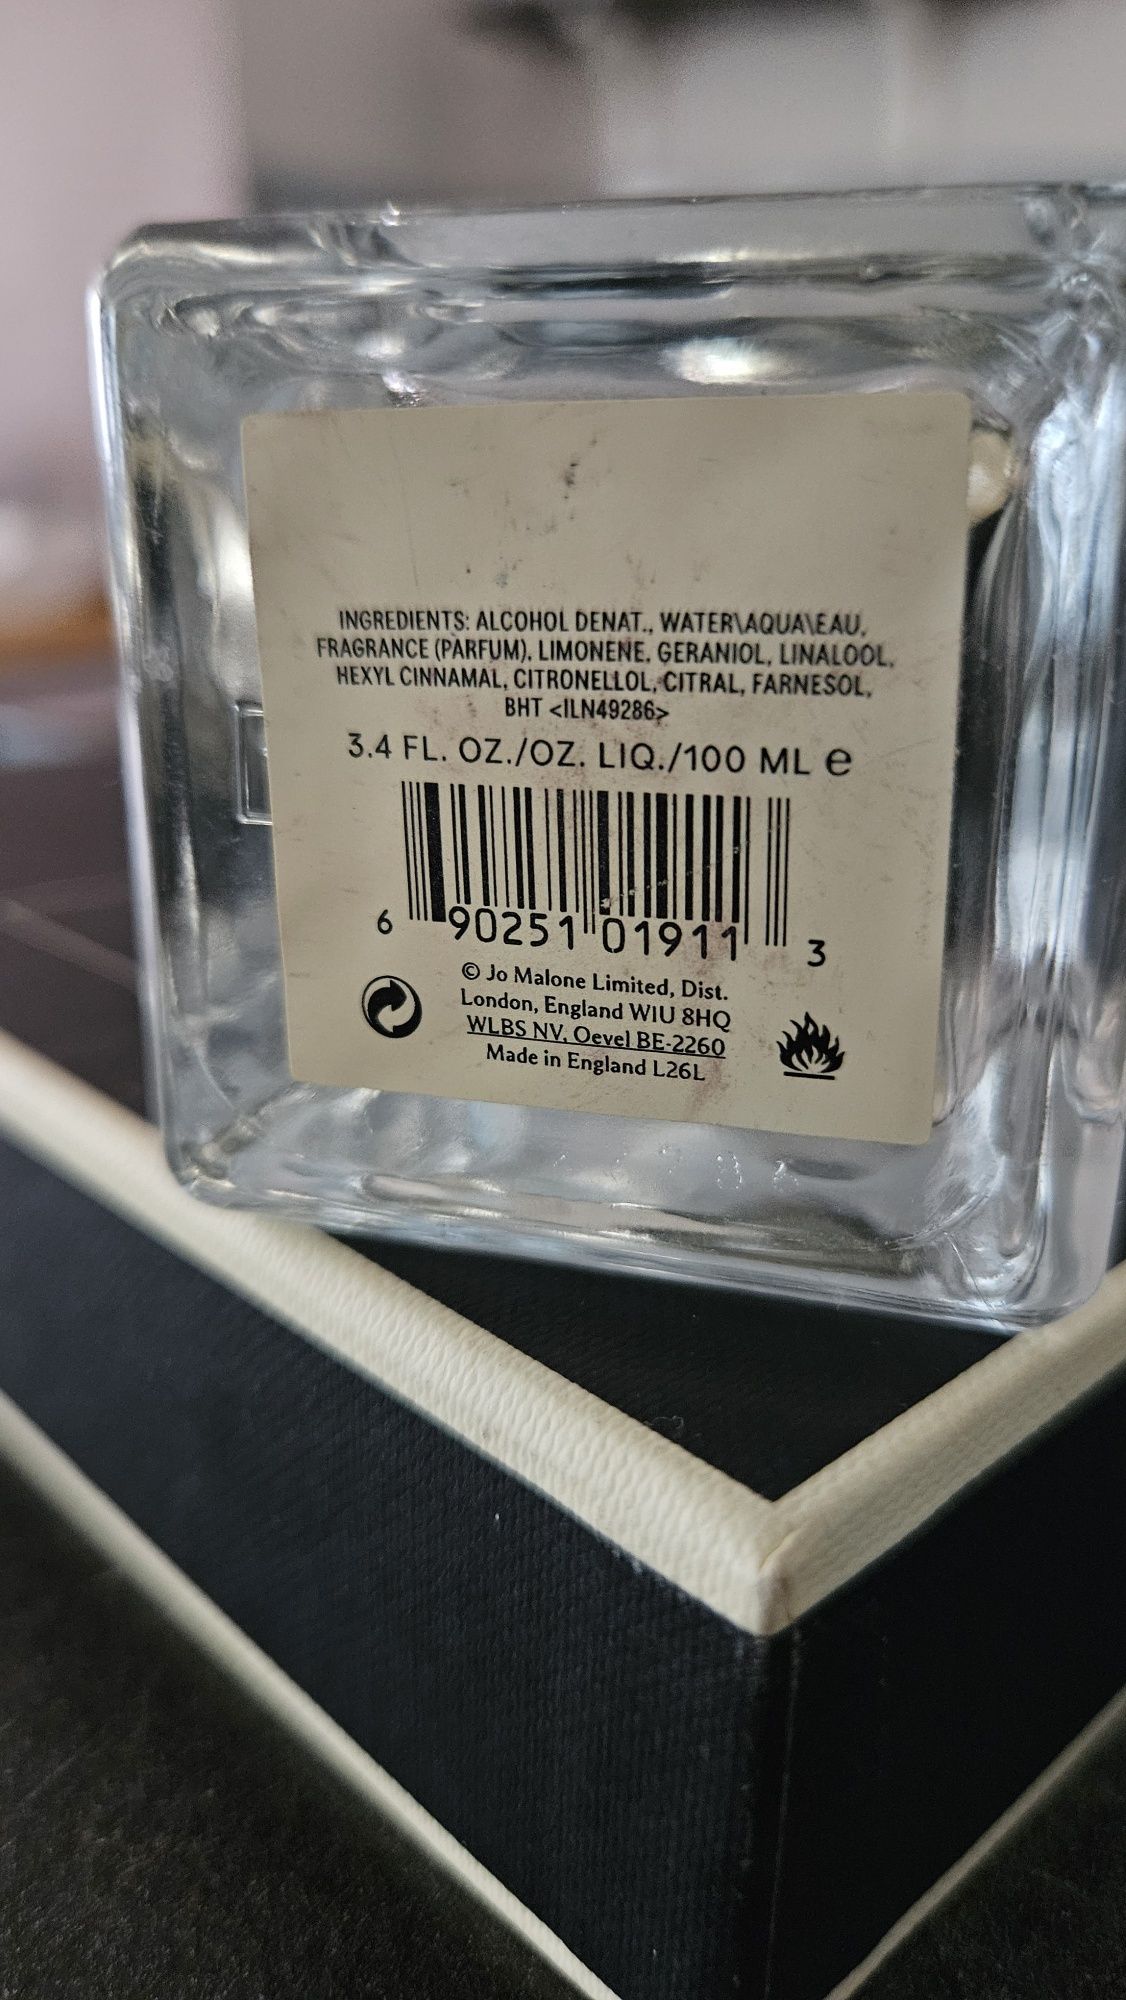 INGREDIENTS: ALCOHOL DENAT., WATER\AQUA\EAU,
FRAGRANCE (PARFUM), LIMONENE, GERANIOL, LINALOOL,
HEXYL CINNAMAL, CITRONELLOL, CITRAL, FARNESOL,
BHT <ILN49286>
3.4 FL. OZ./OZ. LIQ./100 ML e
6 90251 01911 3
© Jo Malone Limited, Dist.
London, England W1U 8HQ
WLBS NV, Oevel BE-2260
Made in England L26L